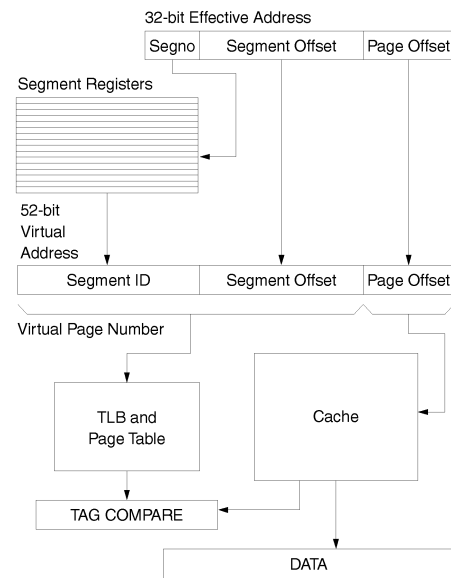 32-bit Effective Address
Segno
Segment Offset
Page Offset
Segment Registers
52-bit
Virtual
Address
Segment ID
Segment Offset
Page Offset
Virtual Page Number
TLB and
Page Table
Cache
TAG COMPARE
DATA